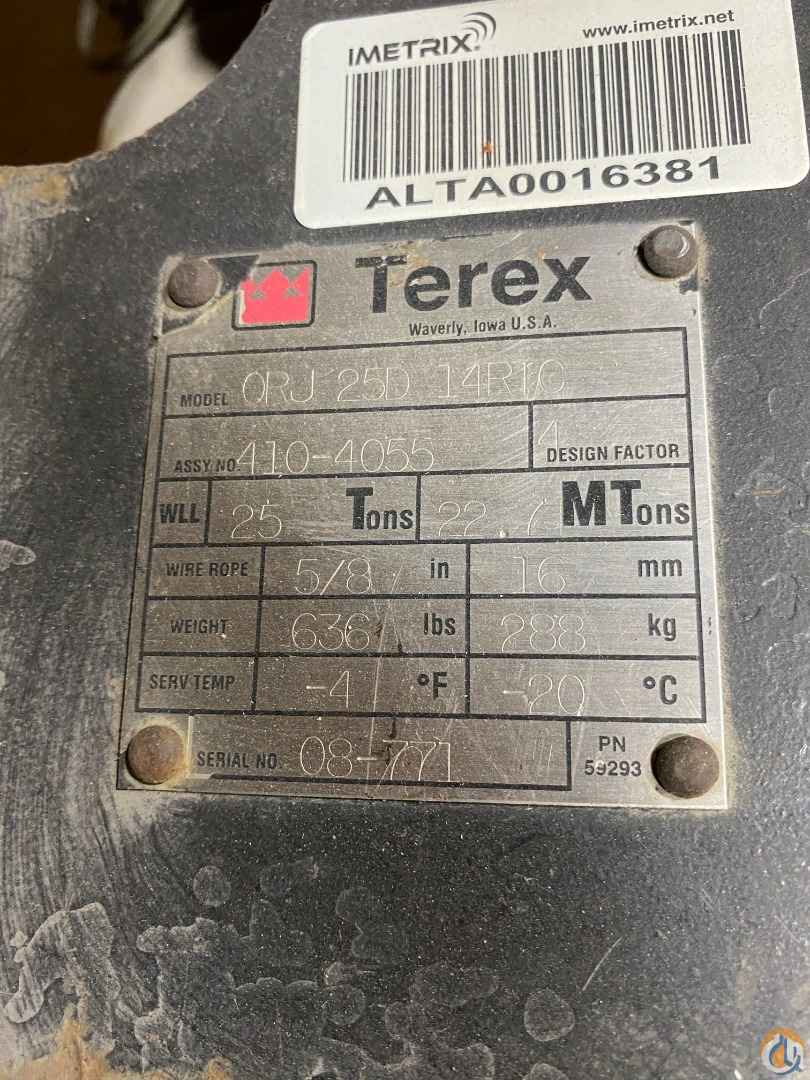 IMETRIX. www.imetrix.net
ALTA0016381
Terex
Waverly, Iowa U.S.A.
MODEL QRJ 25D 14RTO
ASSY NO. 410-4055 4 DESIGN FACTOR
WLL 25 Tons 22.7 MTons
WIRE ROPE 5/8 in 16 mm
WEIGHT 636 lbs 288 kg
SERV TEMP -4 °F -20 °C
SERIAL NO. 08-771 PN
59293